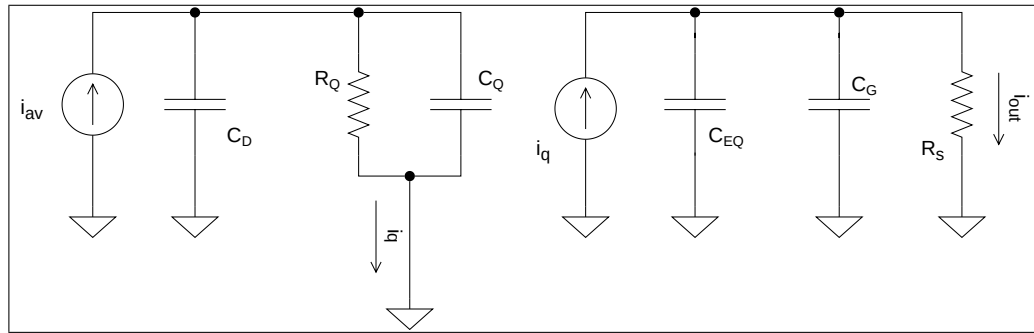 i_av
C_D
R_Q
C_Q
i_q
i_q
C_EQ
C_G
R_s
i_out